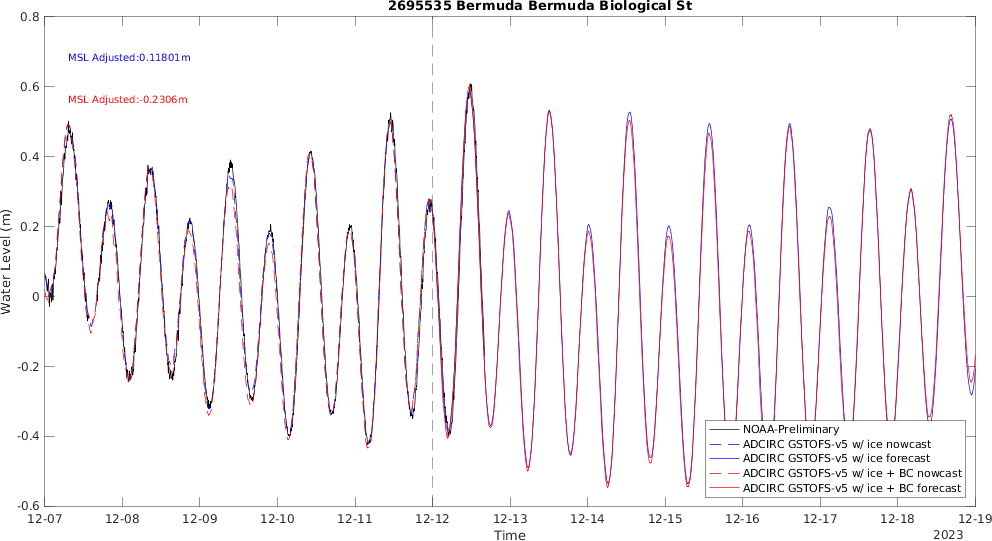 2695535 Bermuda Bermuda Biological St
MSL Adjusted:0.11801m
MSL Adjusted:-0.2306m
Water Level (m)
0.8
0.6
0.4
0.2
0
-0.2
-0.4
-0.6
NOAA-Preliminary
ADCIRC GSTOFS-v5 w/ ice nowcast
ADCIRC GSTOFS-v5 w/ ice forecast
ADCIRC GSTOFS-v5 w/ ice + BC nowcast
ADCIRC GSTOFS-v5 w/ ice + BC forecast
12-07 12-08 12-09 12-10 12-11 12-12 12-13 12-14 12-15 12-16 12-17 12-18 12-19
Time
2023